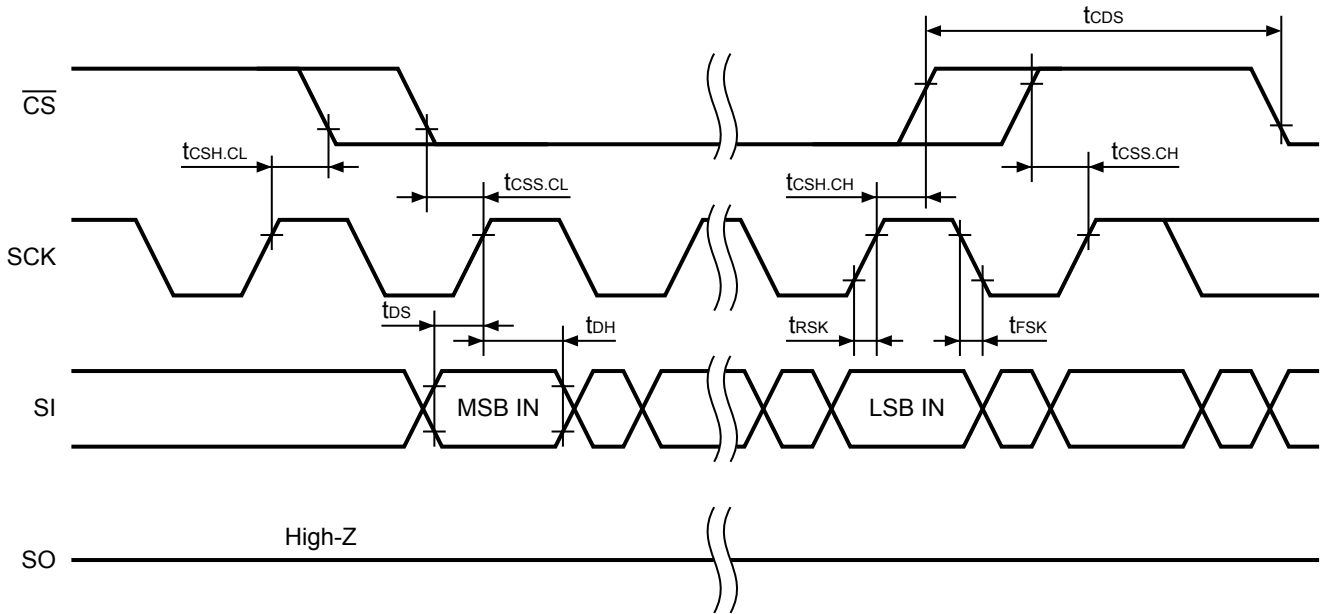 tCDS
CS
tCSH.CL
tCSS.CL
tCSH.CH
tCSS.CH
SCK
tDS
tDH
tRSK
tFSK
SI
MSB IN
LSB IN
High-Z
SO